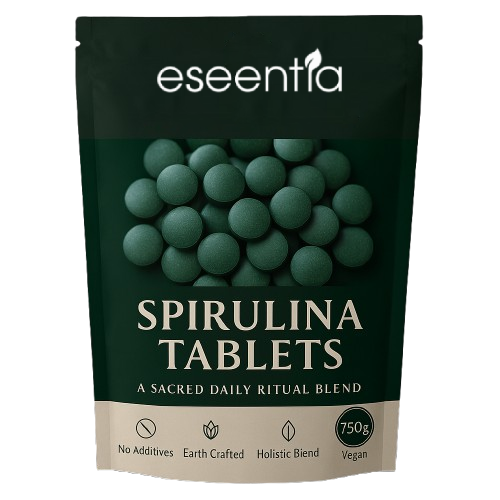 eseentia
SPIRULINA
TABLETS
A SACRED DAILY RITUAL BLEND
No Additives
Earth Crafted
Holistic Blend
750g
Vegan